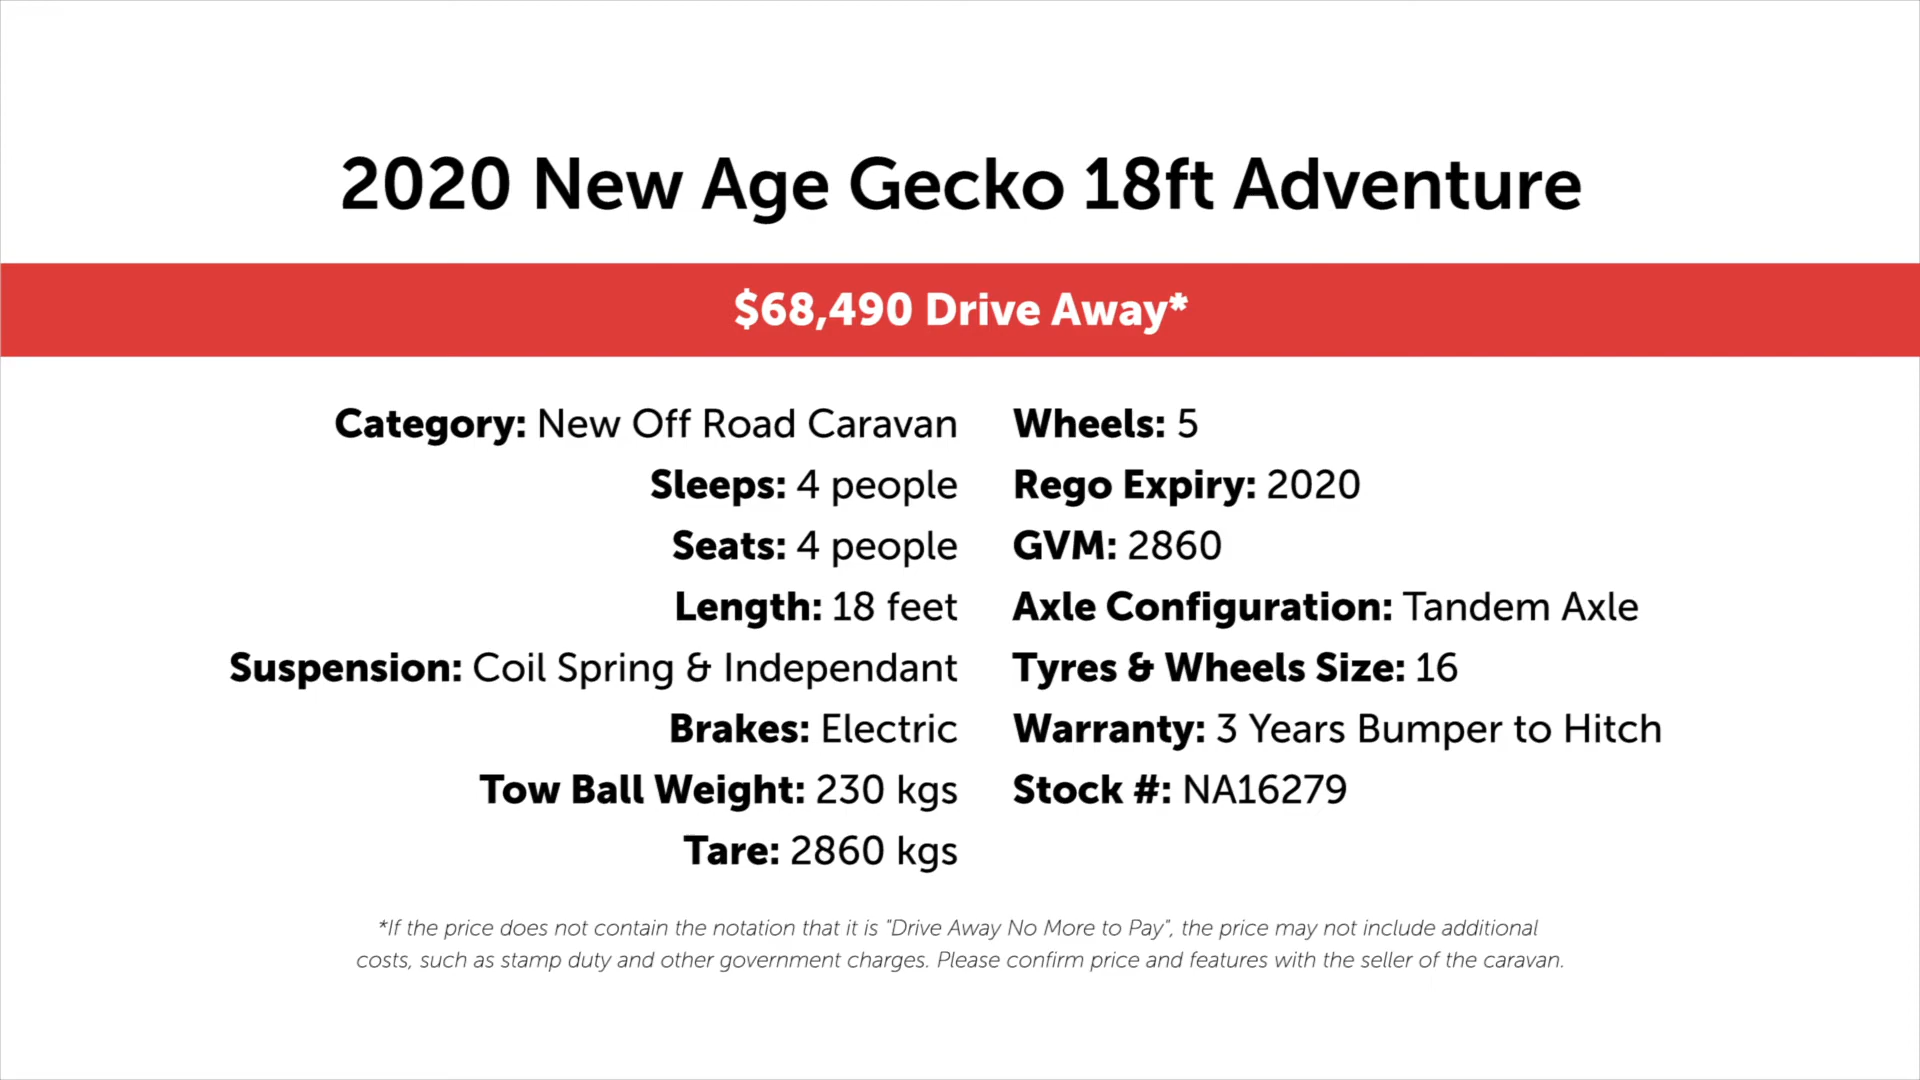 2020 New Age Gecko 18ft Adventure
$68,490 Drive Away*
Category: New Off Road Caravan
Sleeps: 4 people
Seats: 4 people
Length: 18 feet
Suspension: Coil Spring & Independant
Brakes: Electric
Tow Ball Weight: 230 kgs
Tare: 2860 kgs
Wheels: 5
Rego Expiry: 2020
GVM: 2860
Axle Configuration: Tandem Axle
Tyres & Wheels Size: 16
Warranty: 3 Years Bumper to Hitch
Stock #: NA16279
*If the price does not contain the notation that it is "Drive Away No More to Pay", the price may not include additional
costs, such as stamp duty and other government charges. Please confirm price and features with the seller of the caravan.